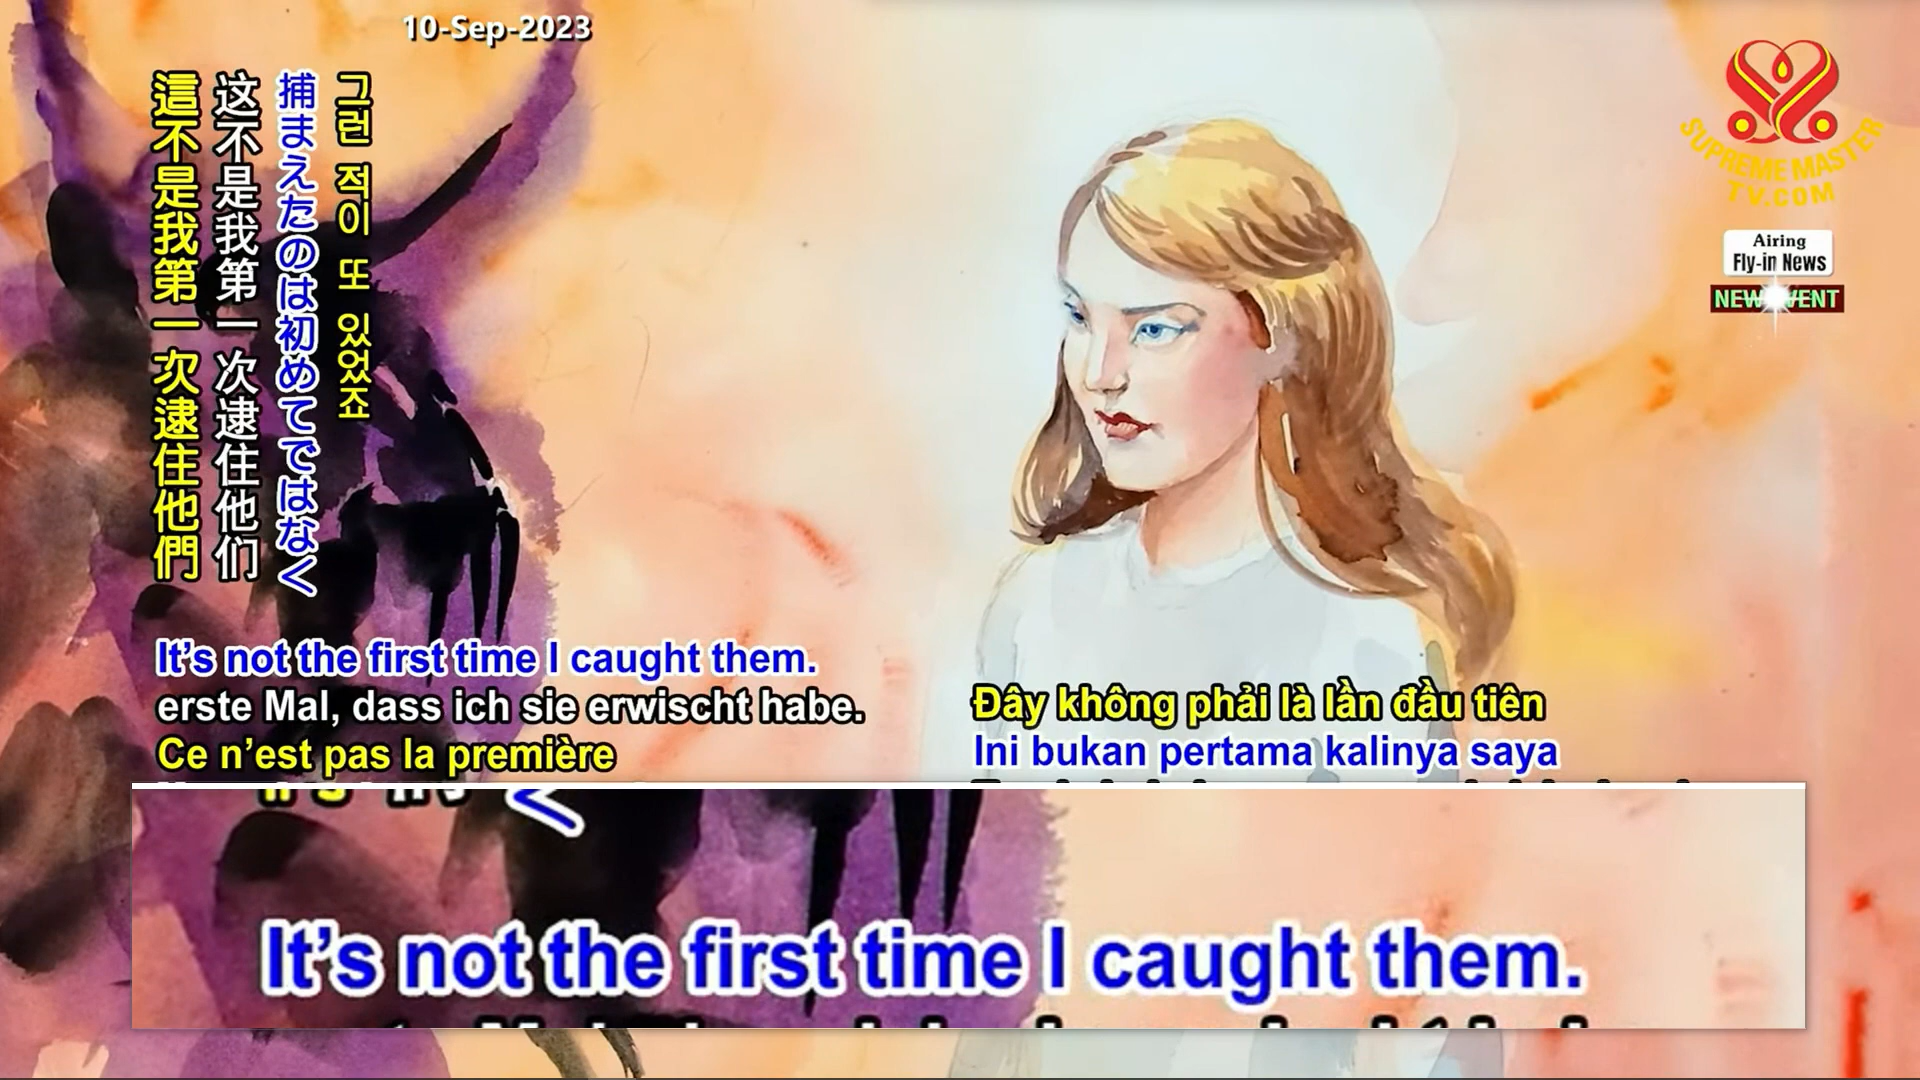 10-Sep-2023
그런 적이 또 있었죠
捕まえたのは初めてではなく
这不是我第一次逮住他们
這不是我第一次逮住他們
SUPREME MASTER
TV.COM
Airing
Fly-in News
NEW EVENT
It's not the first time I caught them.
erste Mal, dass ich sie erwischt habe.
Ce n'est pas la première
Đây không phải là lần đầu tiên
Ini bukan pertama kalinya saya
It's not the first time I caught them.